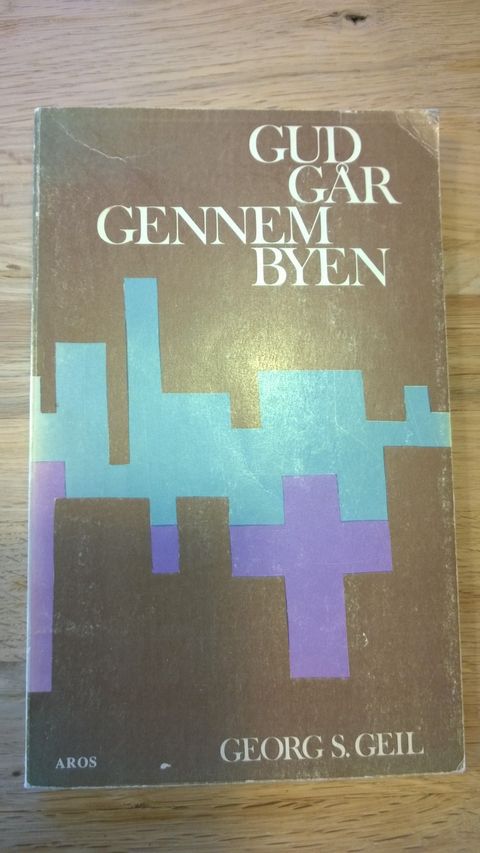 GUD
GÅR
GENNEM
BYEN
GEORG S. GEIL
AROS